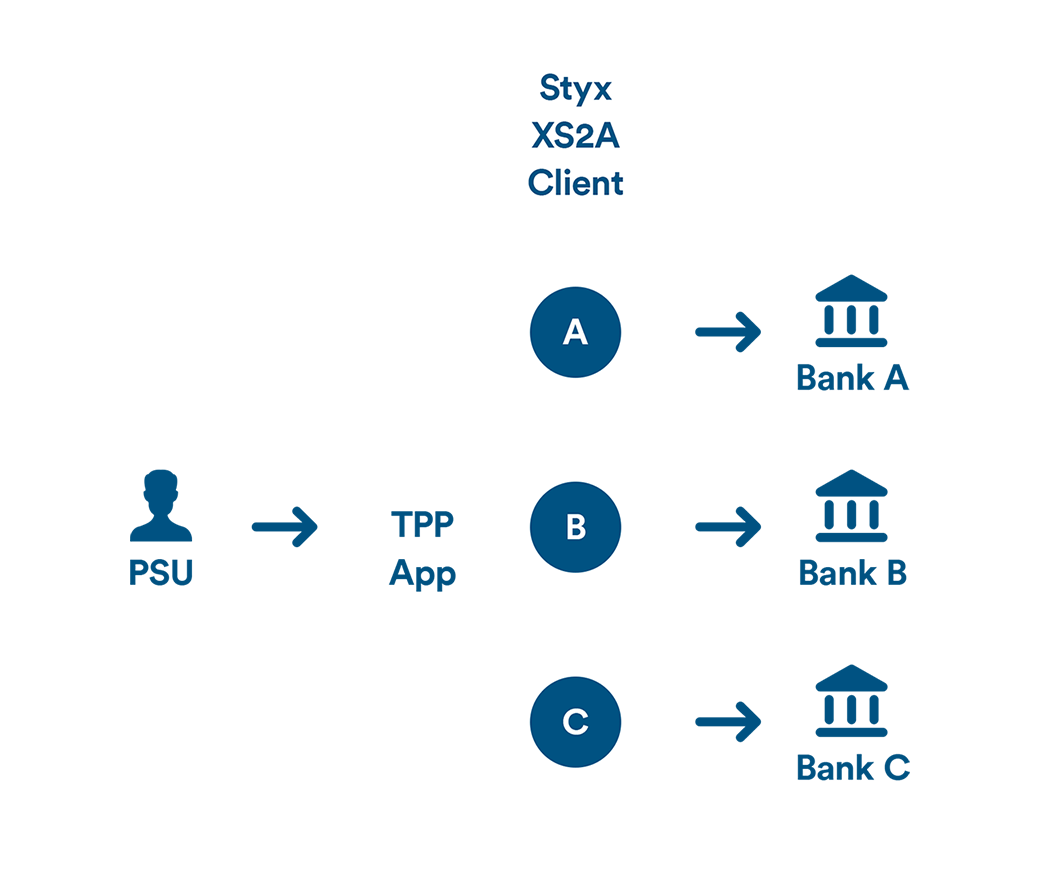 Styx
XS2A
Client
A
Bank A
PSU
TPP
App
B
Bank B
C
Bank C